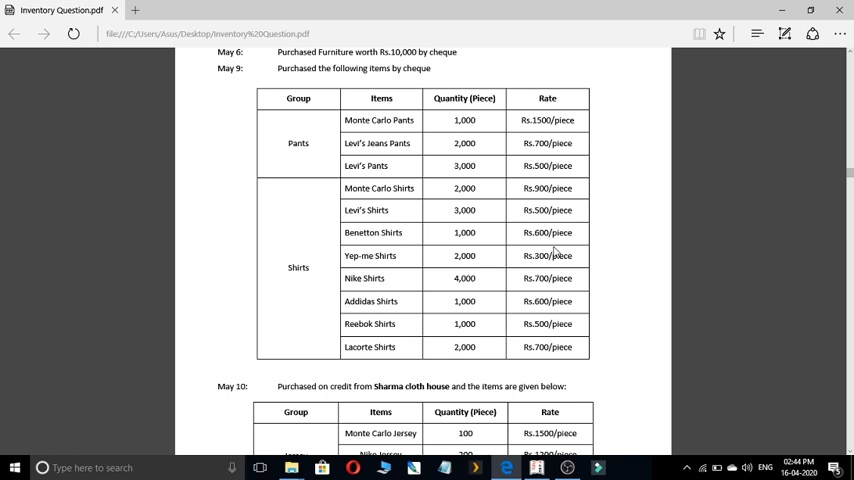 Inventory Question.pdf
file:///C:/Users/Asus/Desktop/Inventory%20Question.pdf
May 6: Purchased Furniture worth Rs.10,000 by cheque
May 9: Purchased the following items by cheque
Group Items Quantity (Piece) Rate
Monte Carlo Pants 1,000 Rs.1500/piece
Pants Levi's Jeans Pants 2,000 Rs.700/piece
Levi's Pants 3,000 Rs.500/piece
Monte Carlo Shirts 2,000 Rs.900/piece
Levi's Shirts 3,000 Rs.500/piece
Benetton Shirts 1,000 Rs.600/piece
Yep-me Shirts 2,000 Rs.300/piece
Shirts
Nike Shirts 4,000 Rs.700/piece
Addidas Shirts 1,000 Rs.600/piece
Reebok Shirts 1,000 Rs.500/piece
Lacorte Shirts 2,000 Rs.700/piece
May 10: Purchased on credit from Sharma cloth house and the items are given below:
Group Items Quantity (Piece) Rate
Monte Carlo Jersey 100 Rs.1500/piece
Nike Jersey 200 Rs.1200/piece
Type here to search
ENG
02:44 PM
16-04-2020